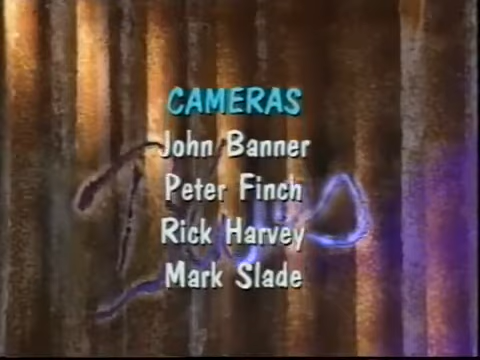 CAMERAS
John Banner
Peter Finch
Rick Harvey
Mark Slade